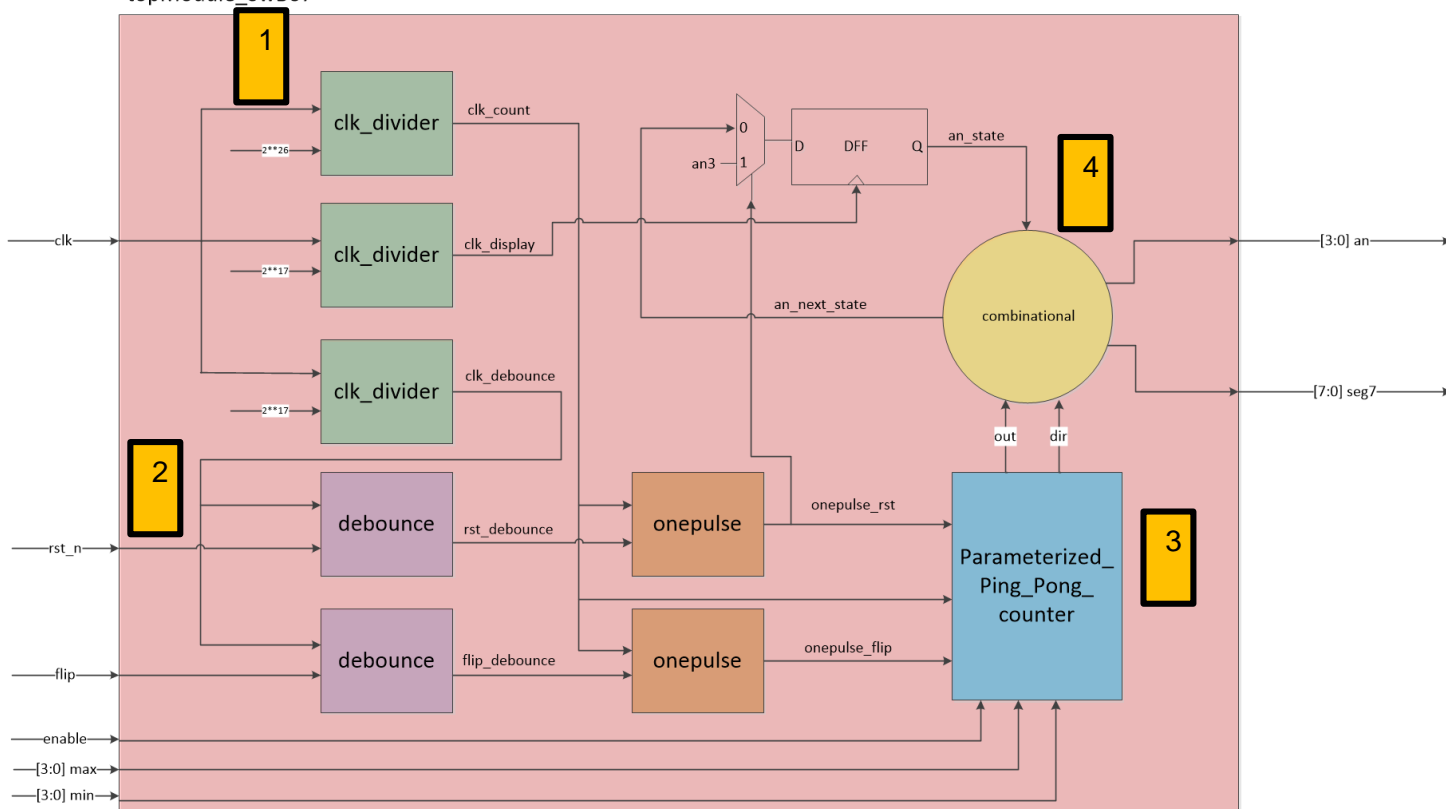 1
clk_divider
clk_count
2**26
0
an3
1
D
DFF
Q
an_state
4
clk
clk_divider
clk_display
2**17
[3:0] an
an_next_state
combinational
clk_divider
clk_debounce
2**17
[7:0] seg7
out
dir
2
rst_n
debounce
rst_debounce
onepulse
onepulse_rst
Parameterized_
Ping_Pong_
counter
3
flip
debounce
flip_debounce
onepulse
onepulse_flip
enable
[3:0] max
[3:0] min